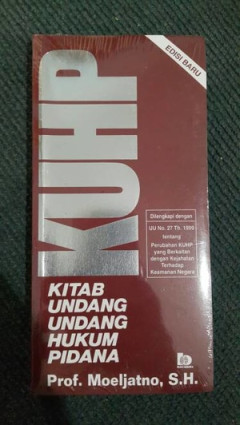 EDISI BARU
KUHP
Dilengkapi dengan
UU No. 27 Th. 1999
tentang
Perubahan KUHP
yang Berkaitan
dengan Kejahatan
Terhadap
Keamanan Negara
KITAB
UNDANG
UNDANG
HUKUM
PIDANA
Prof. Moeljatno, S.H.